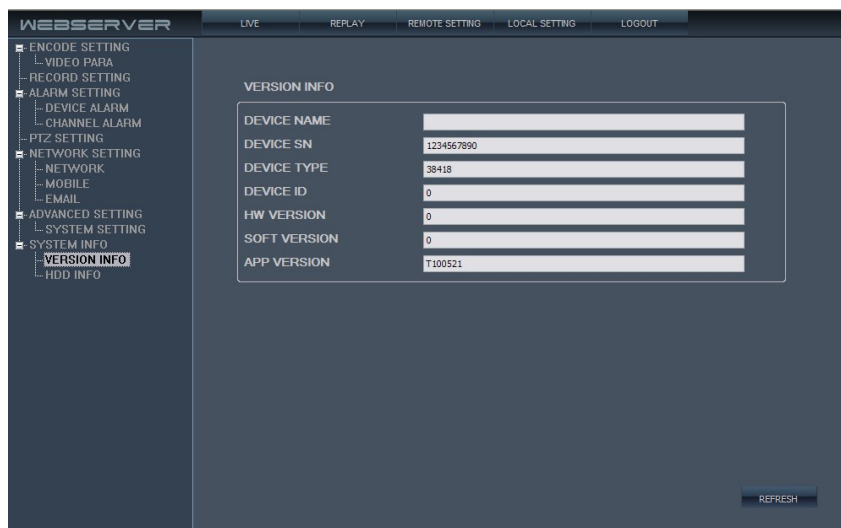 WEBSERVER
LIVE REPLAY REMOTE SETTING LOCAL SETTING LOGOUT
ENCODE SETTING
VIDEO PARA
RECORD SETTING
ALARM SETTING
DEVICE ALARM
CHANNEL ALARM
PTZ SETTING
NETWORK SETTING
NETWORK
MOBILE
EMAIL
ADVANCED SETTING
SYSTEM SETTING
SYSTEM INFO
VERSION INFO
HDD INFO
VERSION INFO
DEVICE NAME
DEVICE SN 1234567890
DEVICE TYPE 38418
DEVICE ID 0
HW VERSION 0
SOFT VERSION 0
APP VERSION T100521
REFRESH